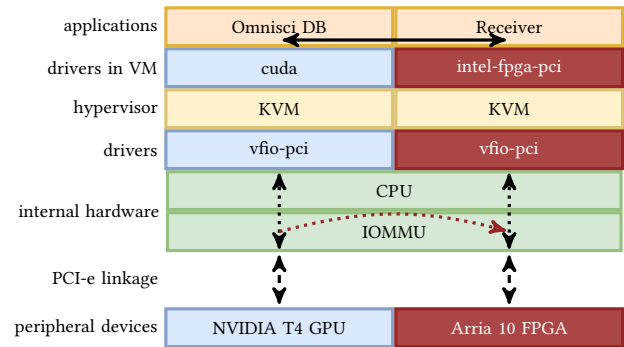 applications Omnisci DB Receiver
drivers in VM cuda intel-fpga-pci
hypervisor KVM KVM
drivers vfio-pci vfio-pci
CPU
internal hardware
IOMMU
PCI-e linkage
peripheral devices NVIDIA T4 GPU Arria 10 FPGA